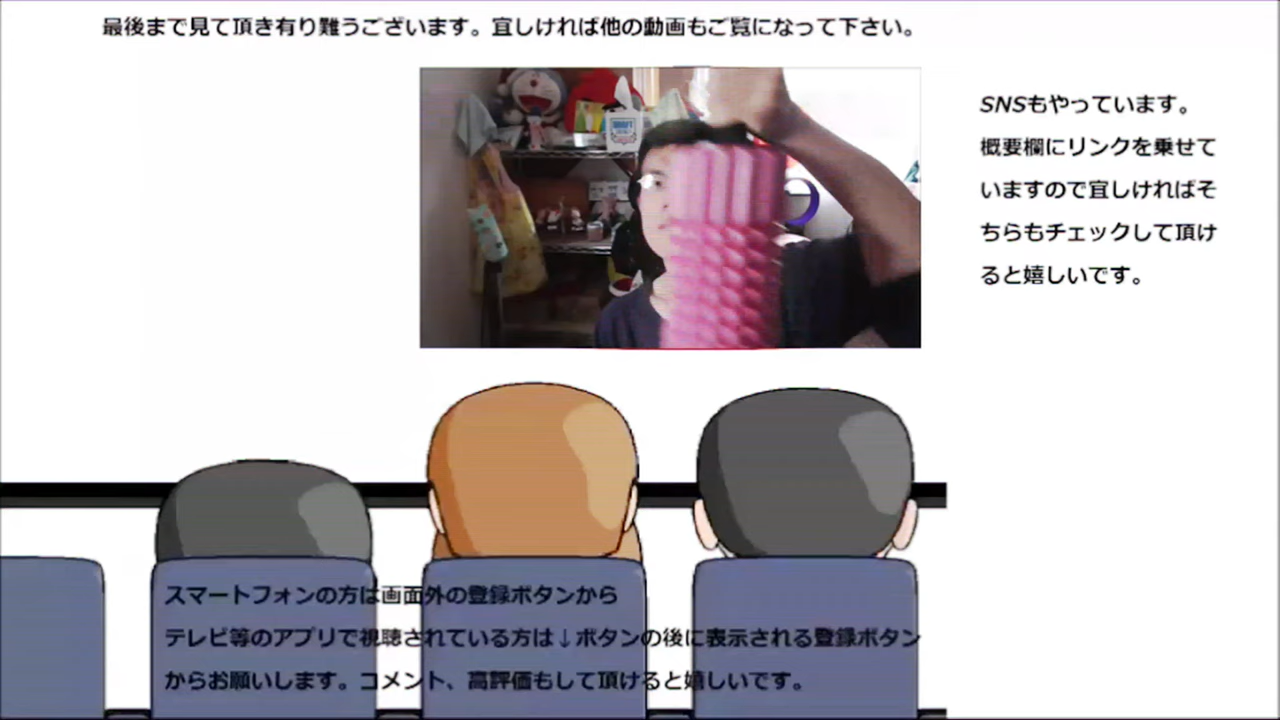 最後まで見て頂き有り難うございます。宜しければ他の動画もご覧になって下さい。
SNSもやっています。
概要欄にリンクを乗せて
いますので宜しければそ
ちらもチェックして頂け
ると嬉しいです。
スマートフォンの方は画面外の登録ボタンから
テレビ等のアプリで視聴されている方は↓ボタンの後に表示される登録ボタン
からお願いします。コメント、高評価もして頂けると嬉しいです。